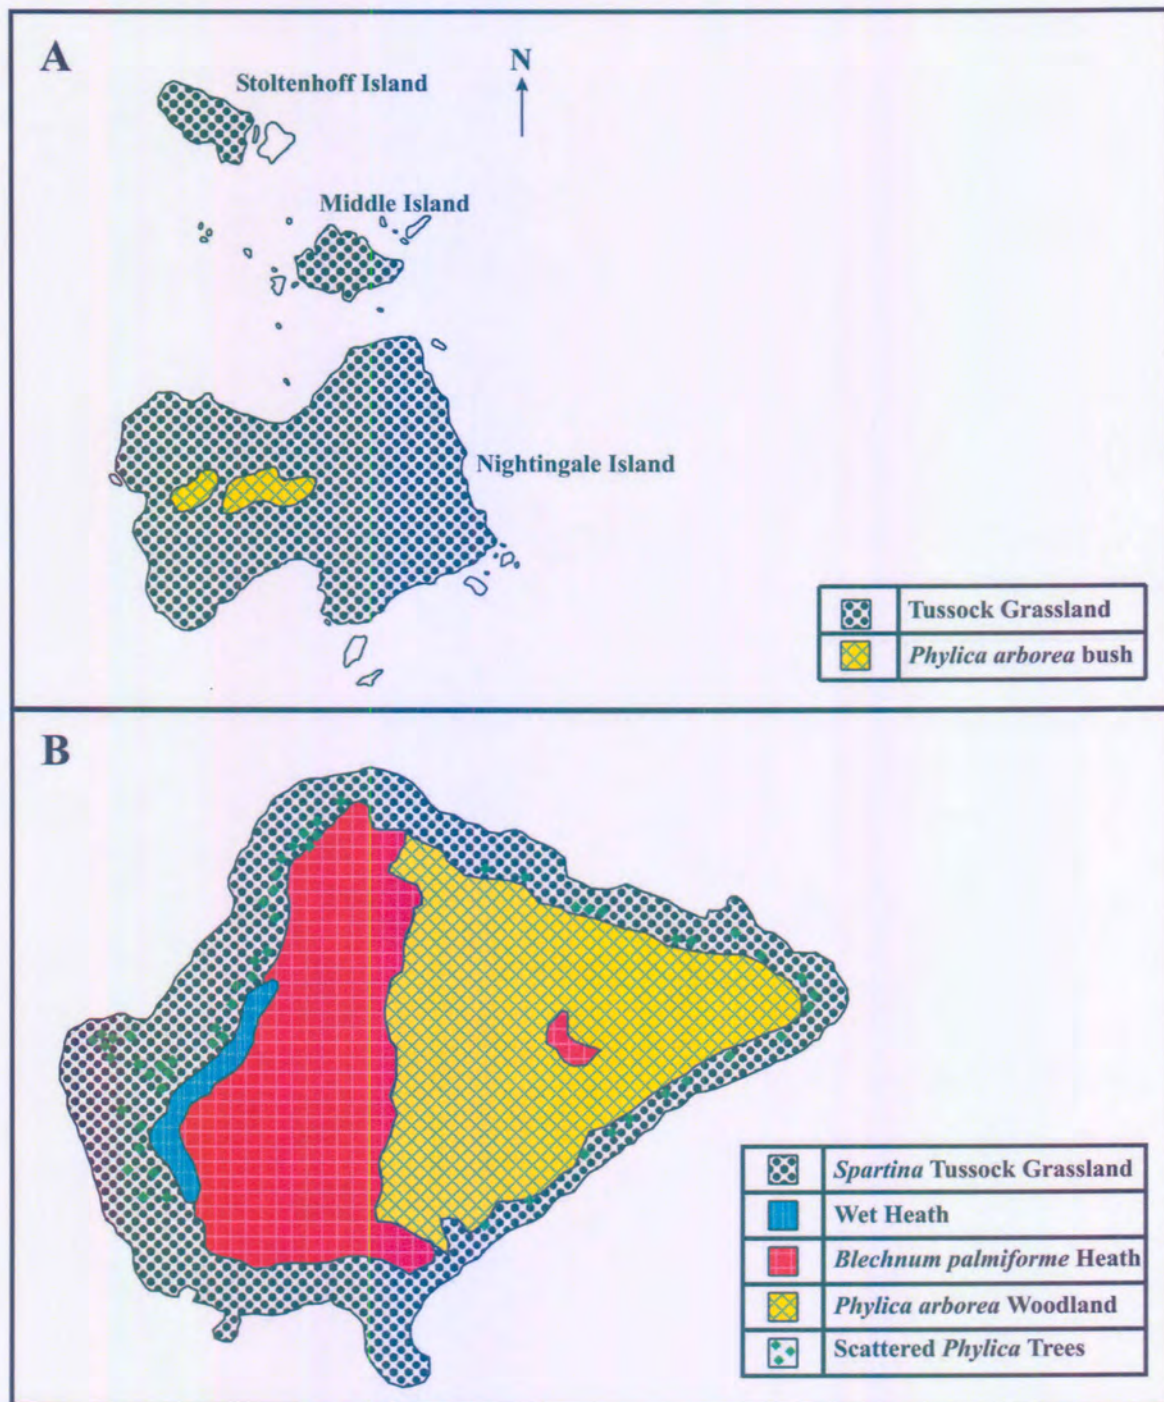 A
N
Stoltenhoff Island
Middle Island
Nightingale Island
Tussock Grassland
Phylica arborea bush
B
Spartina Tussock Grassland
Wet Heath
Blechnum palmiforme Heath
Phylica arborea Woodland
Scattered Phylica Trees